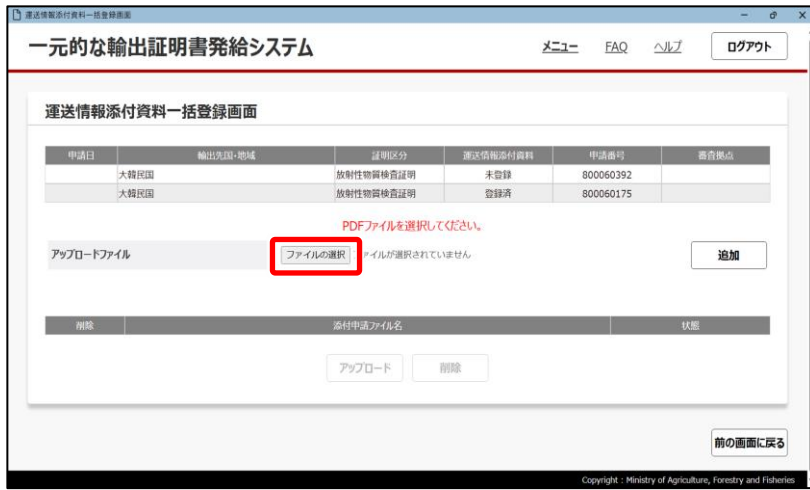 運送情報添付資料一括登録画面
一元的な輸出証明書発給システム
メニュー FAQ ヘルプ ログアウト
運送情報添付資料一括登録画面
申請日 輸出先国・地域 証明区分 運送情報添付資料 申請番号 審査拠点
大韓民国 放射性物質検査証明 未登録 800060392
大韓民国 放射性物質検査証明 登録済 800060175
PDFファイルを選択してください。
アップロードファイル ファイルの選択 ファイルが選択されていません 追加
削除 添付申請ファイル名 状態
アップロード 削除
前の画面に戻る
Copyright : Ministry of Agriculture, Forestry and Fisheries